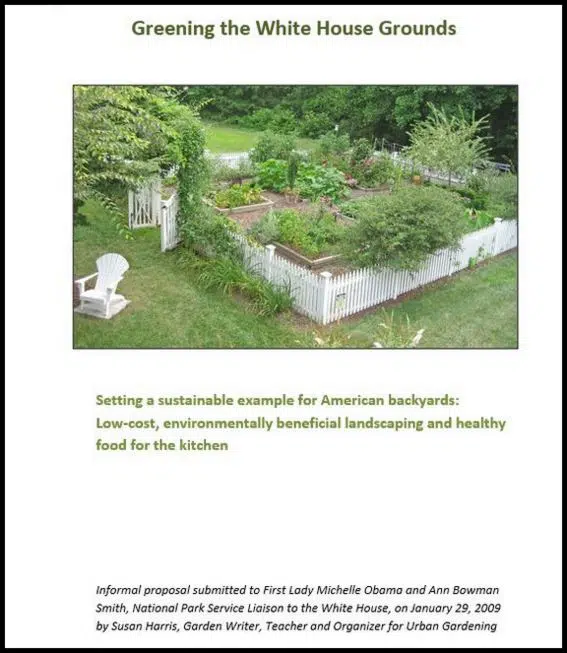 Greening the White House Grounds
Setting a sustainable example for American backyards:
Low-cost, environmentally beneficial landscaping and healthy
food for the kitchen
Informal proposal submitted to First Lady Michelle Obama and Ann Bowman
Smith, National Park Service Liaison to the White House, on January 29, 2009
by Susan Harris, Garden Writer, Teacher and Organizer for Urban Gardening